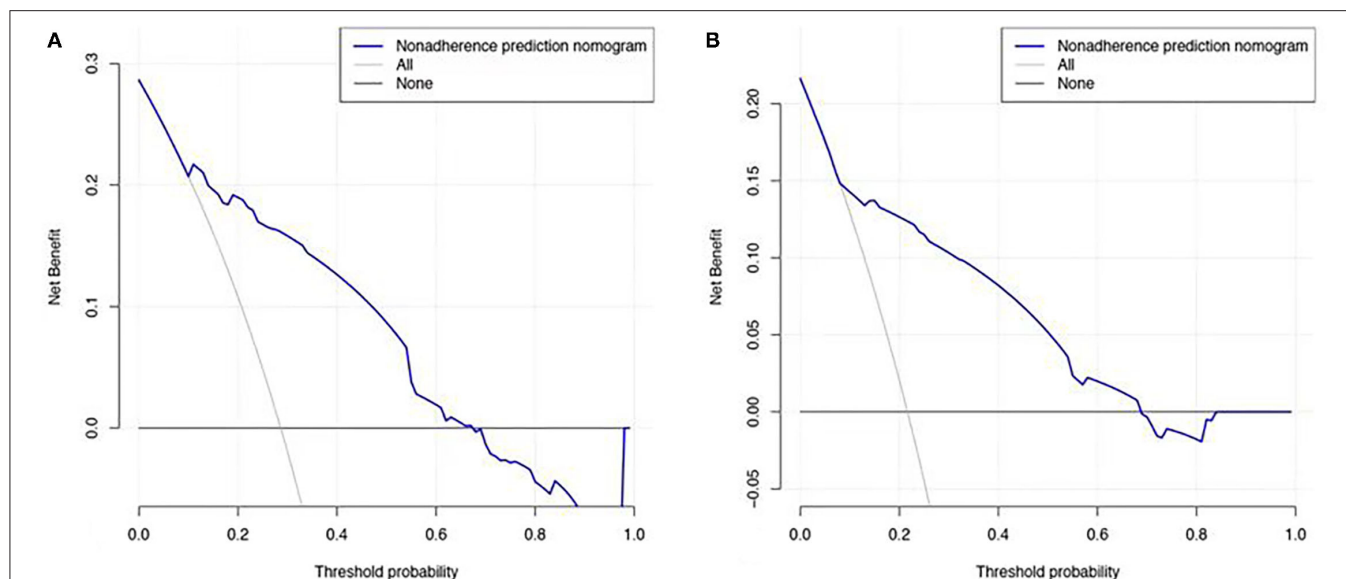 A
Nonadherence prediction nomogram
All
None
Net Benefit
0.3
0.2
0.1
0.0
0.0 0.2 0.4 0.6 0.8 1.0
Threshold probability
B
Nonadherence prediction nomogram
All
None
Net Benefit
0.20
0.15
0.10
0.05
0.00
−0.05
0.0 0.2 0.4 0.6 0.8 1.0
Threshold probability